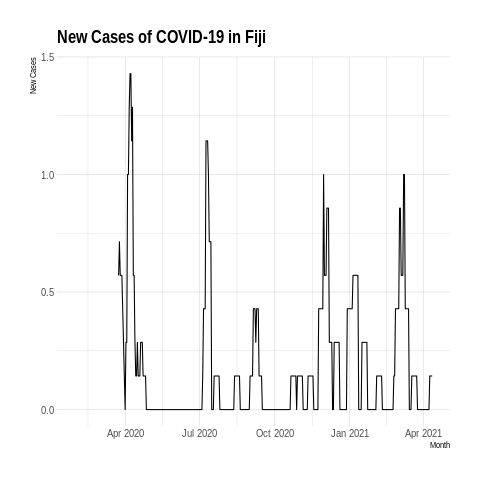 New Cases of COVID-19 in Fiji
New Cases
1.5
1.0
0.5
0.0
Apr 2020 Jul 2020 Oct 2020 Jan 2021 Apr 2021
Month